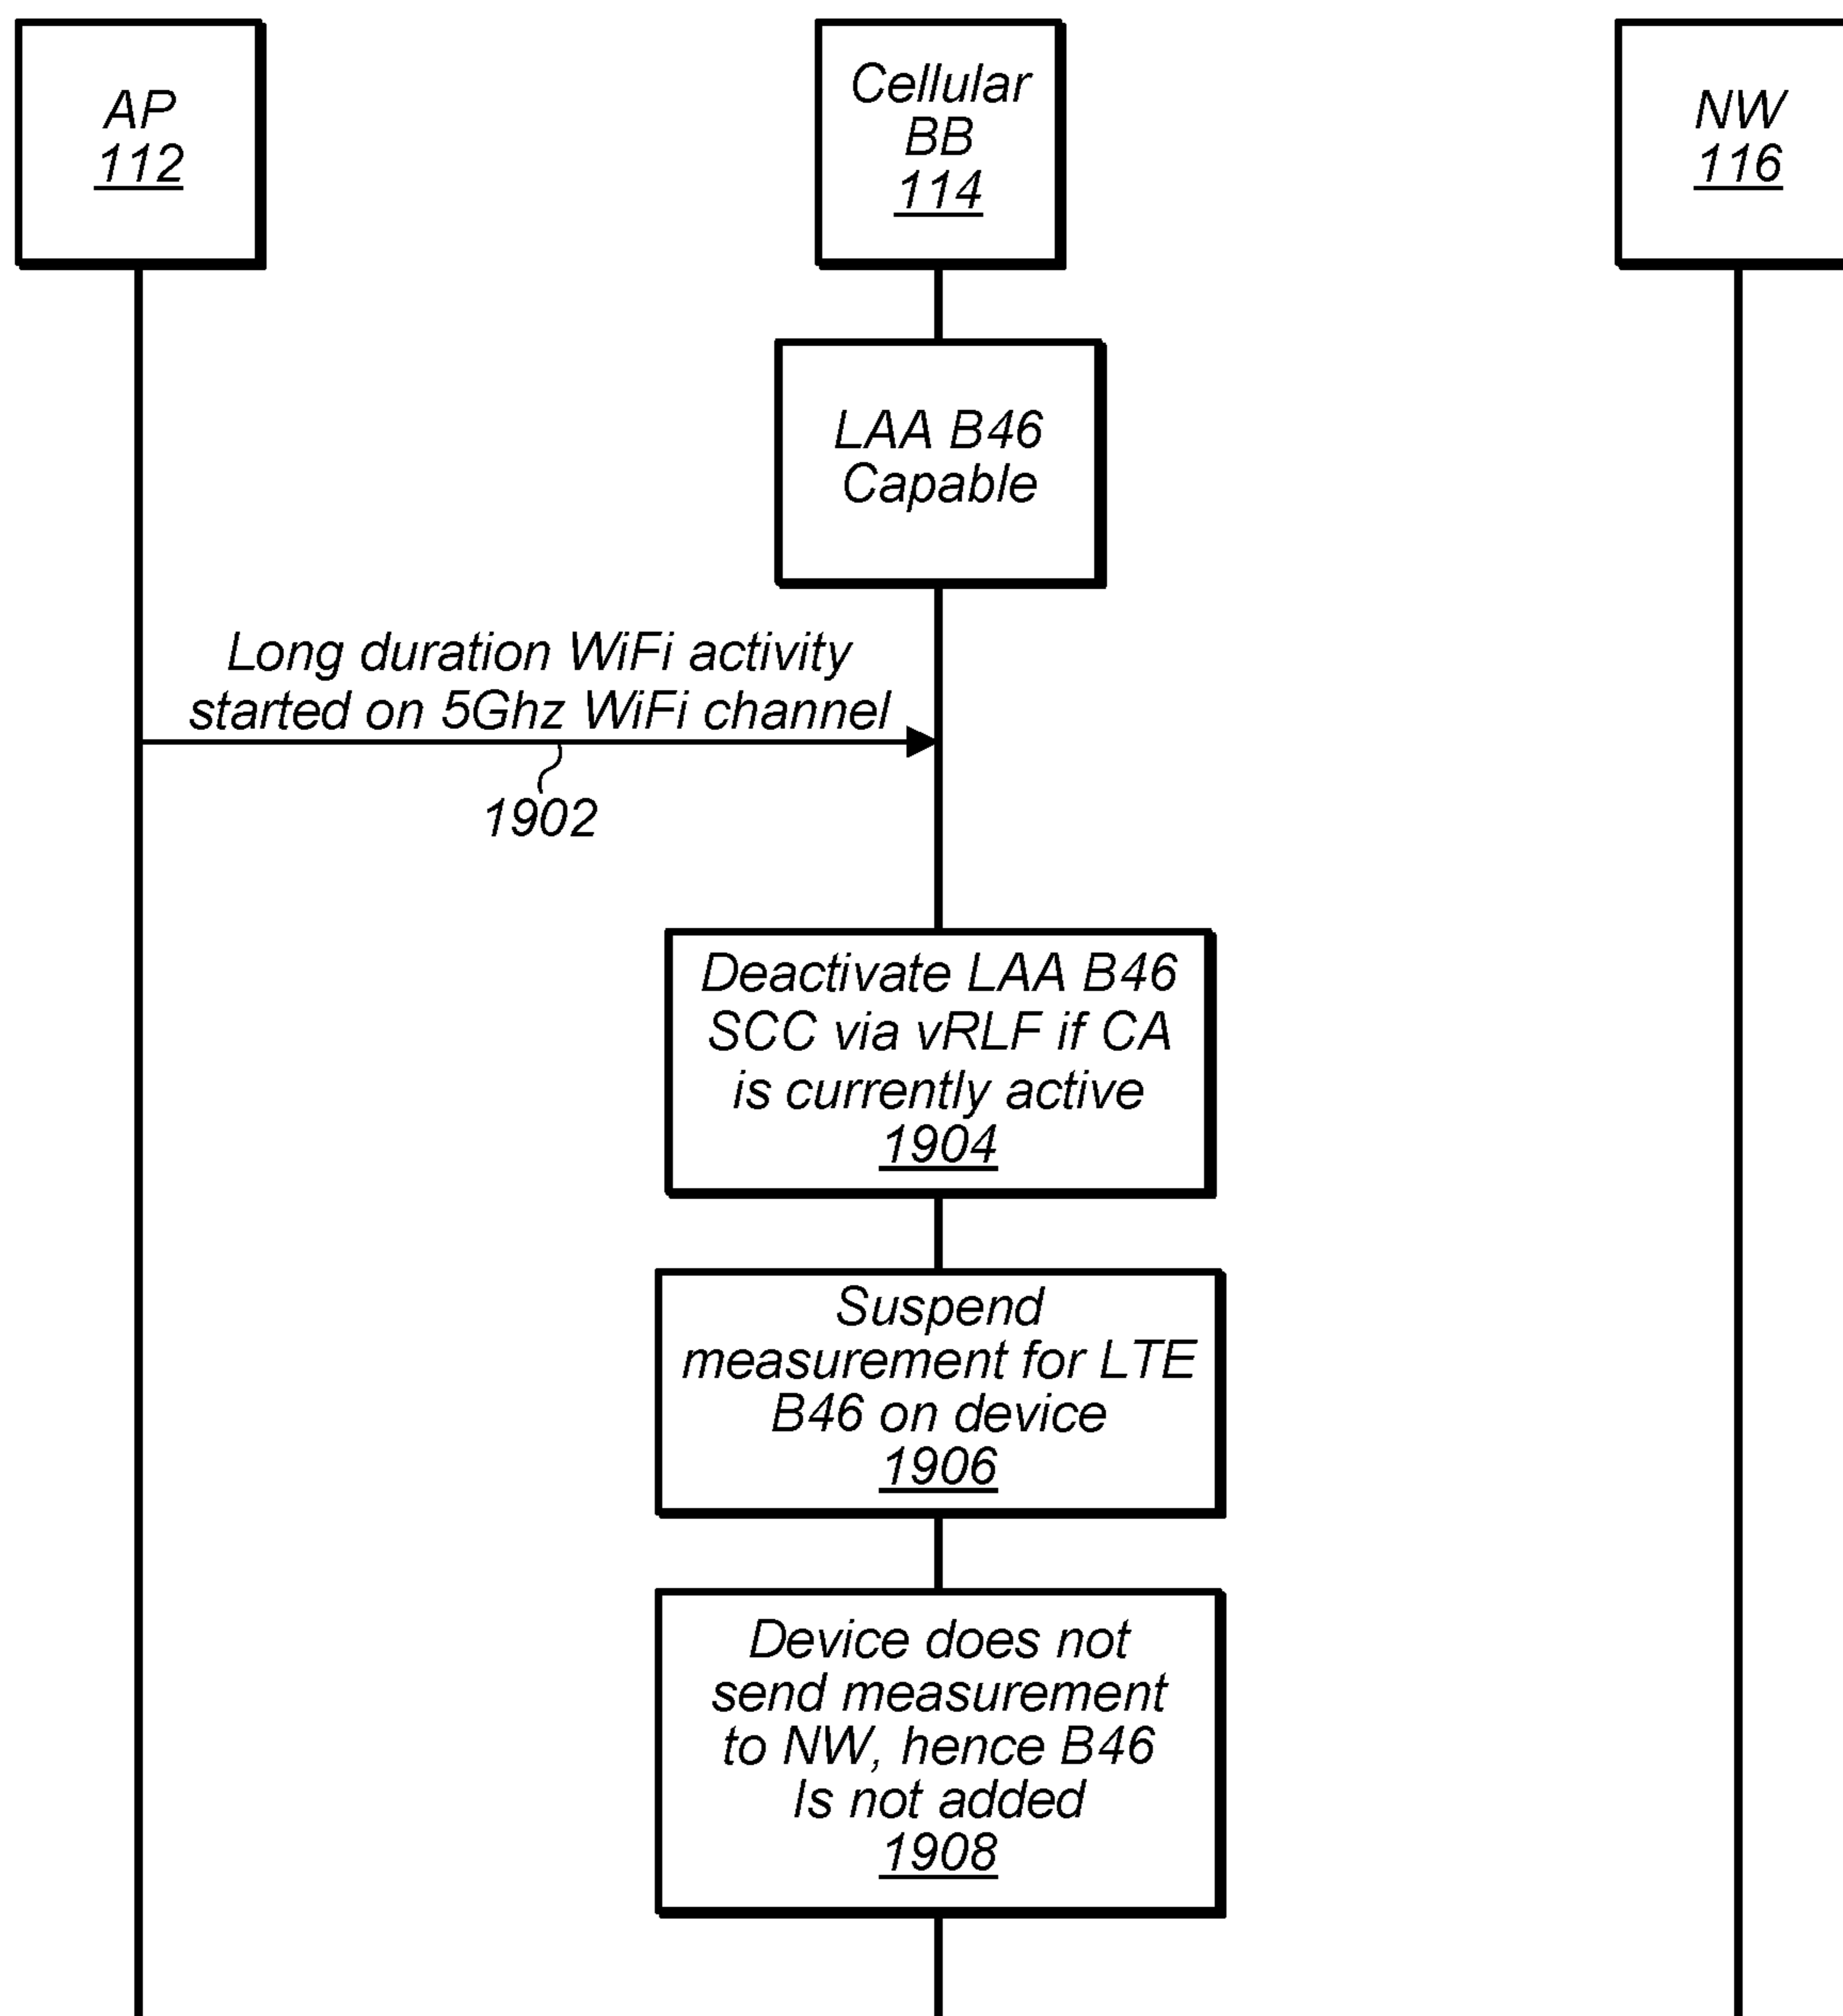 AP
112
Cellular
BB
114
NW
116
LAA B46
Capable
Long duration WiFi activity
started on 5Ghz WiFi channel
1902
Deactivate LAA B46
SCC via vRLF if CA
is currently active
1904
Suspend
measurement for LTE
B46 on device
1906
Device does not
send measurement
to NW, hence B46
Is not added
1908